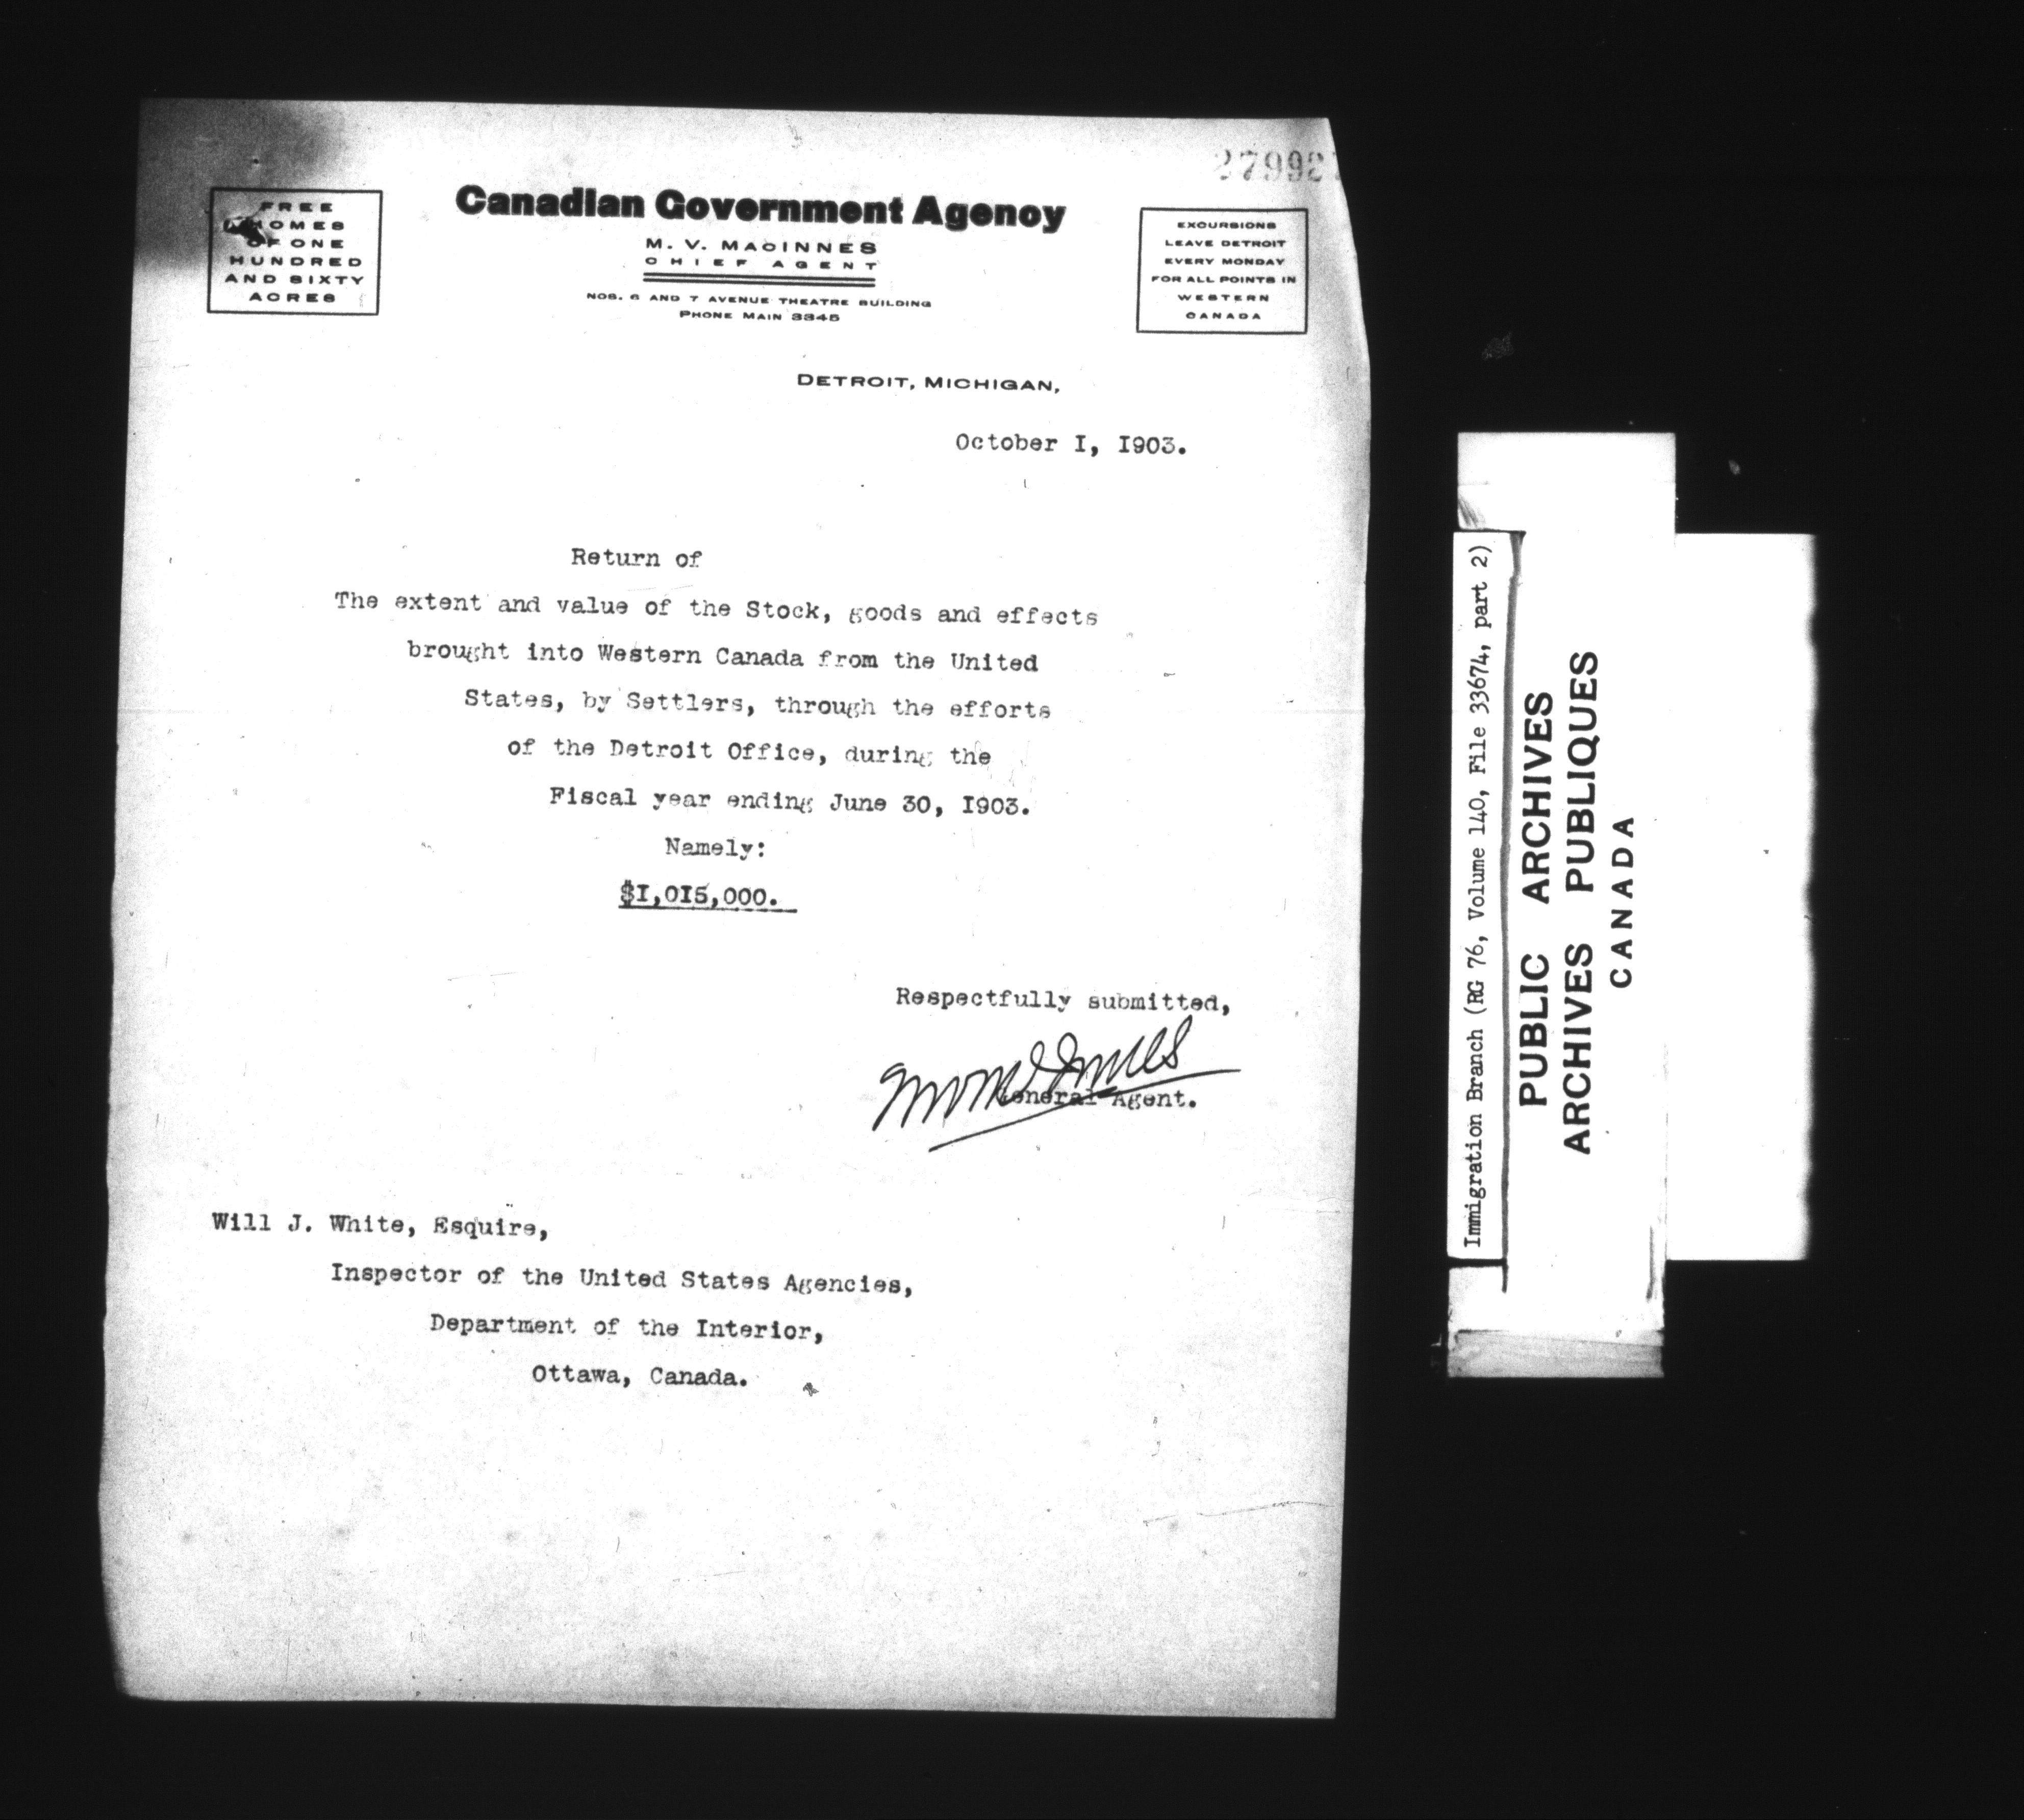 279927
FREE
HOMES
OF ONE
HUNDRED
AND SIXTY
ACRES
Canadian Government Agency
M. V. MACINNES
CHIEF AGENT
NOS. 6 AND 7 AVENUE THEATRE BUILDING
PHONE MAIN 3345
EXCURSIONS
LEAVE DETROIT
EVERY MONDAY
FOR ALL POINTS IN
WESTERN
CANADA
DETROIT, MICHIGAN,
October I, I903.
Return of
The extent and value of the Stock, goods and effects
brought into Western Canada from the United
States, by Settlers, through the efforts
of the Detroit Office, during the
Fiscal year ending June 30, I903.
Namely:
$I,0I5,000.
Respectfully submitted,
M V McInnes
General Agent.
Will J. White, Esquire,
Inspector of the United States Agencies,
Department of the Interior,
Ottawa, Canada.
Immigration Branch (RG 76, Volume 140, File 33674, part 2)
PUBLIC ARCHIVES
ARCHIVES PUBLIQUES
CANADA